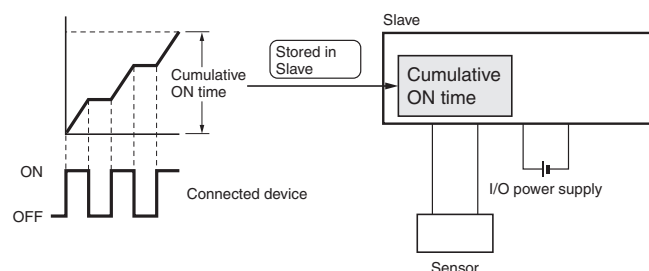 Slave
Stored in
Slave
Cumulative
ON time
Cumulative
ON time
ON
OFF
Connected device
I/O power supply
Sensor